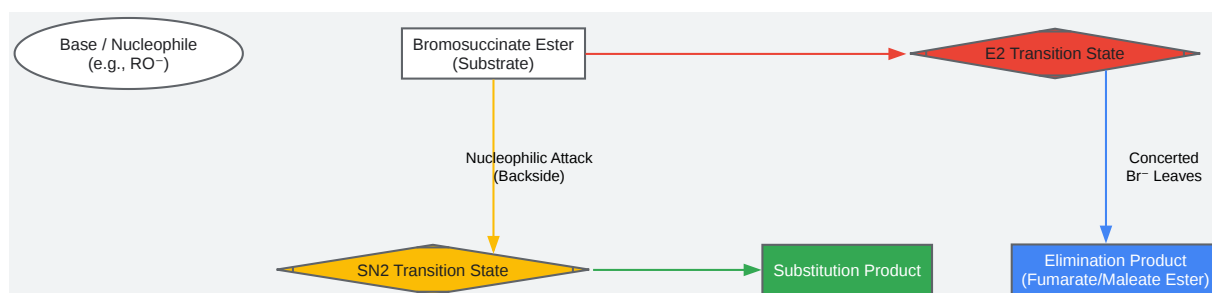 Base / Nucleophile
(e.g., RO⁻)
Bromosuccinate Ester
(Substrate)
E2 Transition State
Nucleophilic Attack
(Backside)
Concerted
Br⁻ Leaves
SN2 Transition State
Substitution Product
Elimination Product
(Fumarate/Maleate Ester)